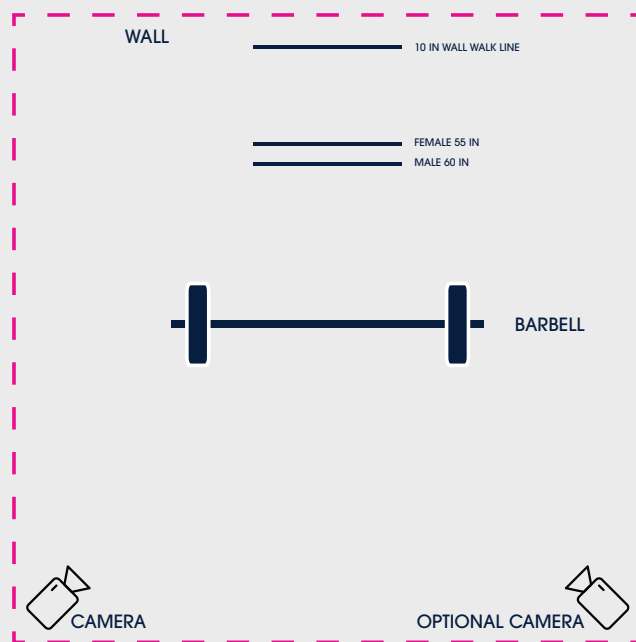 WALL
10 IN WALL WALK LINE
FEMALE 55 IN
MALE 60 IN
BARBELL
CAMERA
OPTIONAL CAMERA